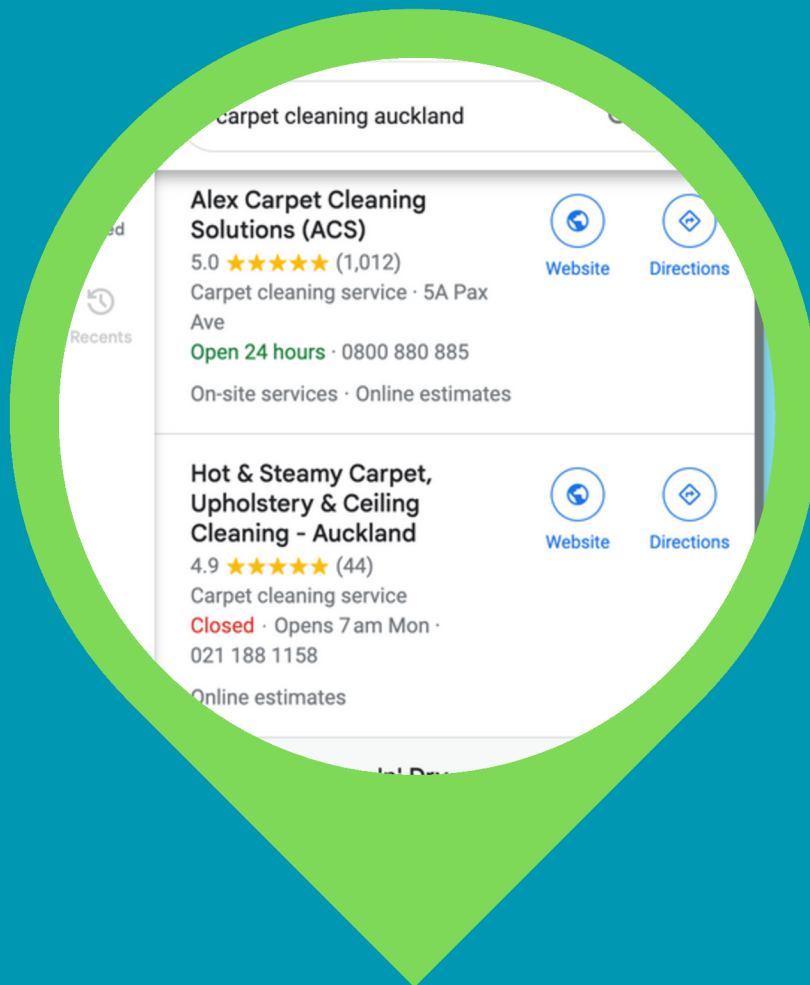 carpet cleaning auckland
Alex Carpet Cleaning
Solutions (ACS)
Website
Directions
5.0 ★★★★★ (1,012)
Carpet cleaning service · 5A Pax
Ave
Open 24 hours · 0800 880 885
On-site services · Online estimates
Recents
Hot & Steamy Carpet,
Upholstery & Ceiling
Cleaning - Auckland
Website
Directions
4.9 ★★★★★ (44)
Carpet cleaning service
Closed · Opens 7 am Mon ·
021 188 1158
Online estimates